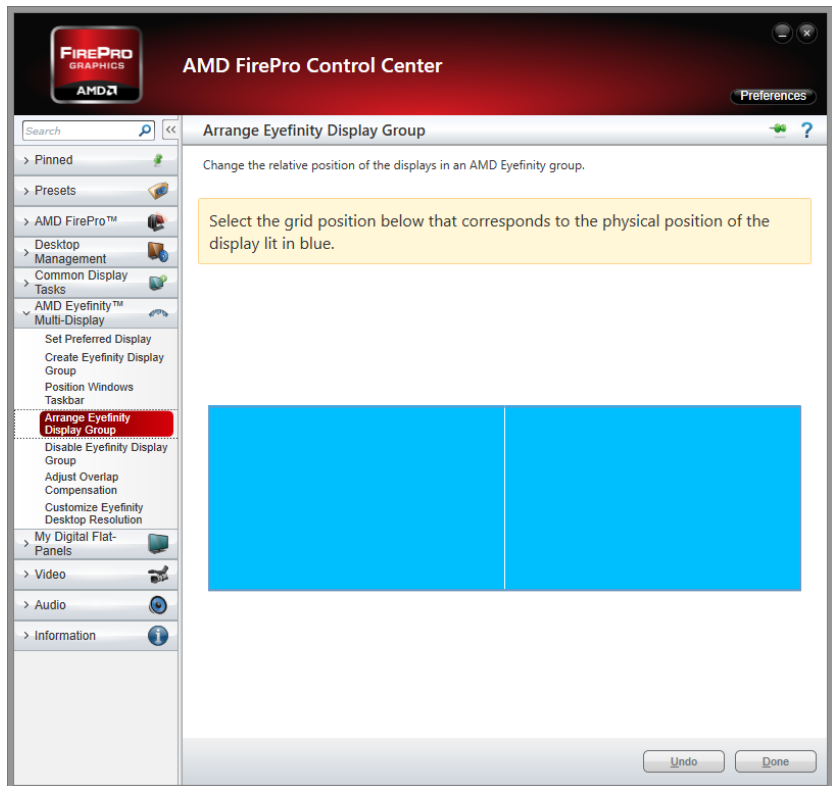 FIREPRO
GRAPHICS
AMD
AMD FirePro Control Center
Preferences
Search
<<
Arrange Eyefinity Display Group
?
> Pinned
Change the relative position of the displays in an AMD Eyefinity group.
> Presets
> AMD FirePro™
Select the grid position below that corresponds to the physical position of the
display lit in blue.
> Desktop
Management
> Common Display
Tasks
AMD Eyefinity™
Multi-Display
Set Preferred Display
Create Eyefinity Display
Group
Position Windows
Taskbar
Arrange Eyefinity
Display Group
Disable Eyefinity Display
Group
Adjust Overlap
Compensation
Customize Eyefinity
Desktop Resolution
> My Digital Flat-
Panels
> Video
> Audio
> Information
Undo
Done